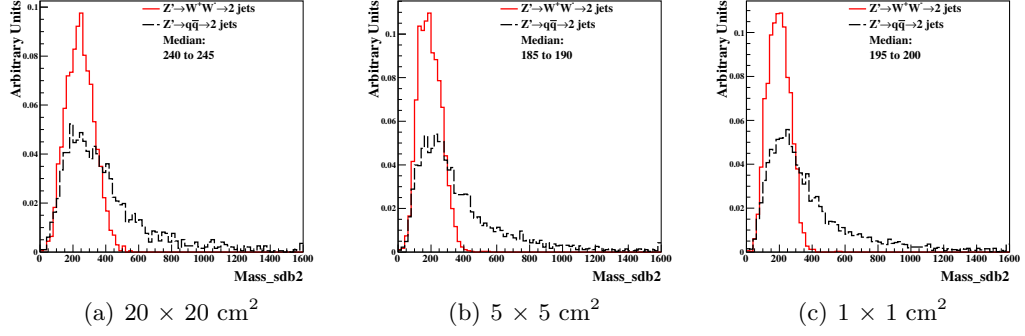 Arbitrary Units
0.1
0.08
0.06
0.04
0.02
0
0 200 400 600 800 1000 1200 1400 1600
Mass_sdb2
Z'→W⁺W⁻→2 jets
Z'→qq̅→2 jets
Median:
240 to 245
(a) 20 × 20 cm²
Arbitrary Units
0.1
0.08
0.06
0.04
0.02
0
0 200 400 600 800 1000 1200 1400 1600
Mass_sdb2
Z'→W⁺W⁻→2 jets
Z'→qq̅→2 jets
Median:
185 to 190
(b) 5 × 5 cm²
Arbitrary Units
0.1
0.08
0.06
0.04
0.02
0
0 200 400 600 800 1000 1200 1400 1600
Mass_sdb2
Z'→W⁺W⁻→2 jets
Z'→qq̅→2 jets
Median:
195 to 200
(c) 1 × 1 cm²